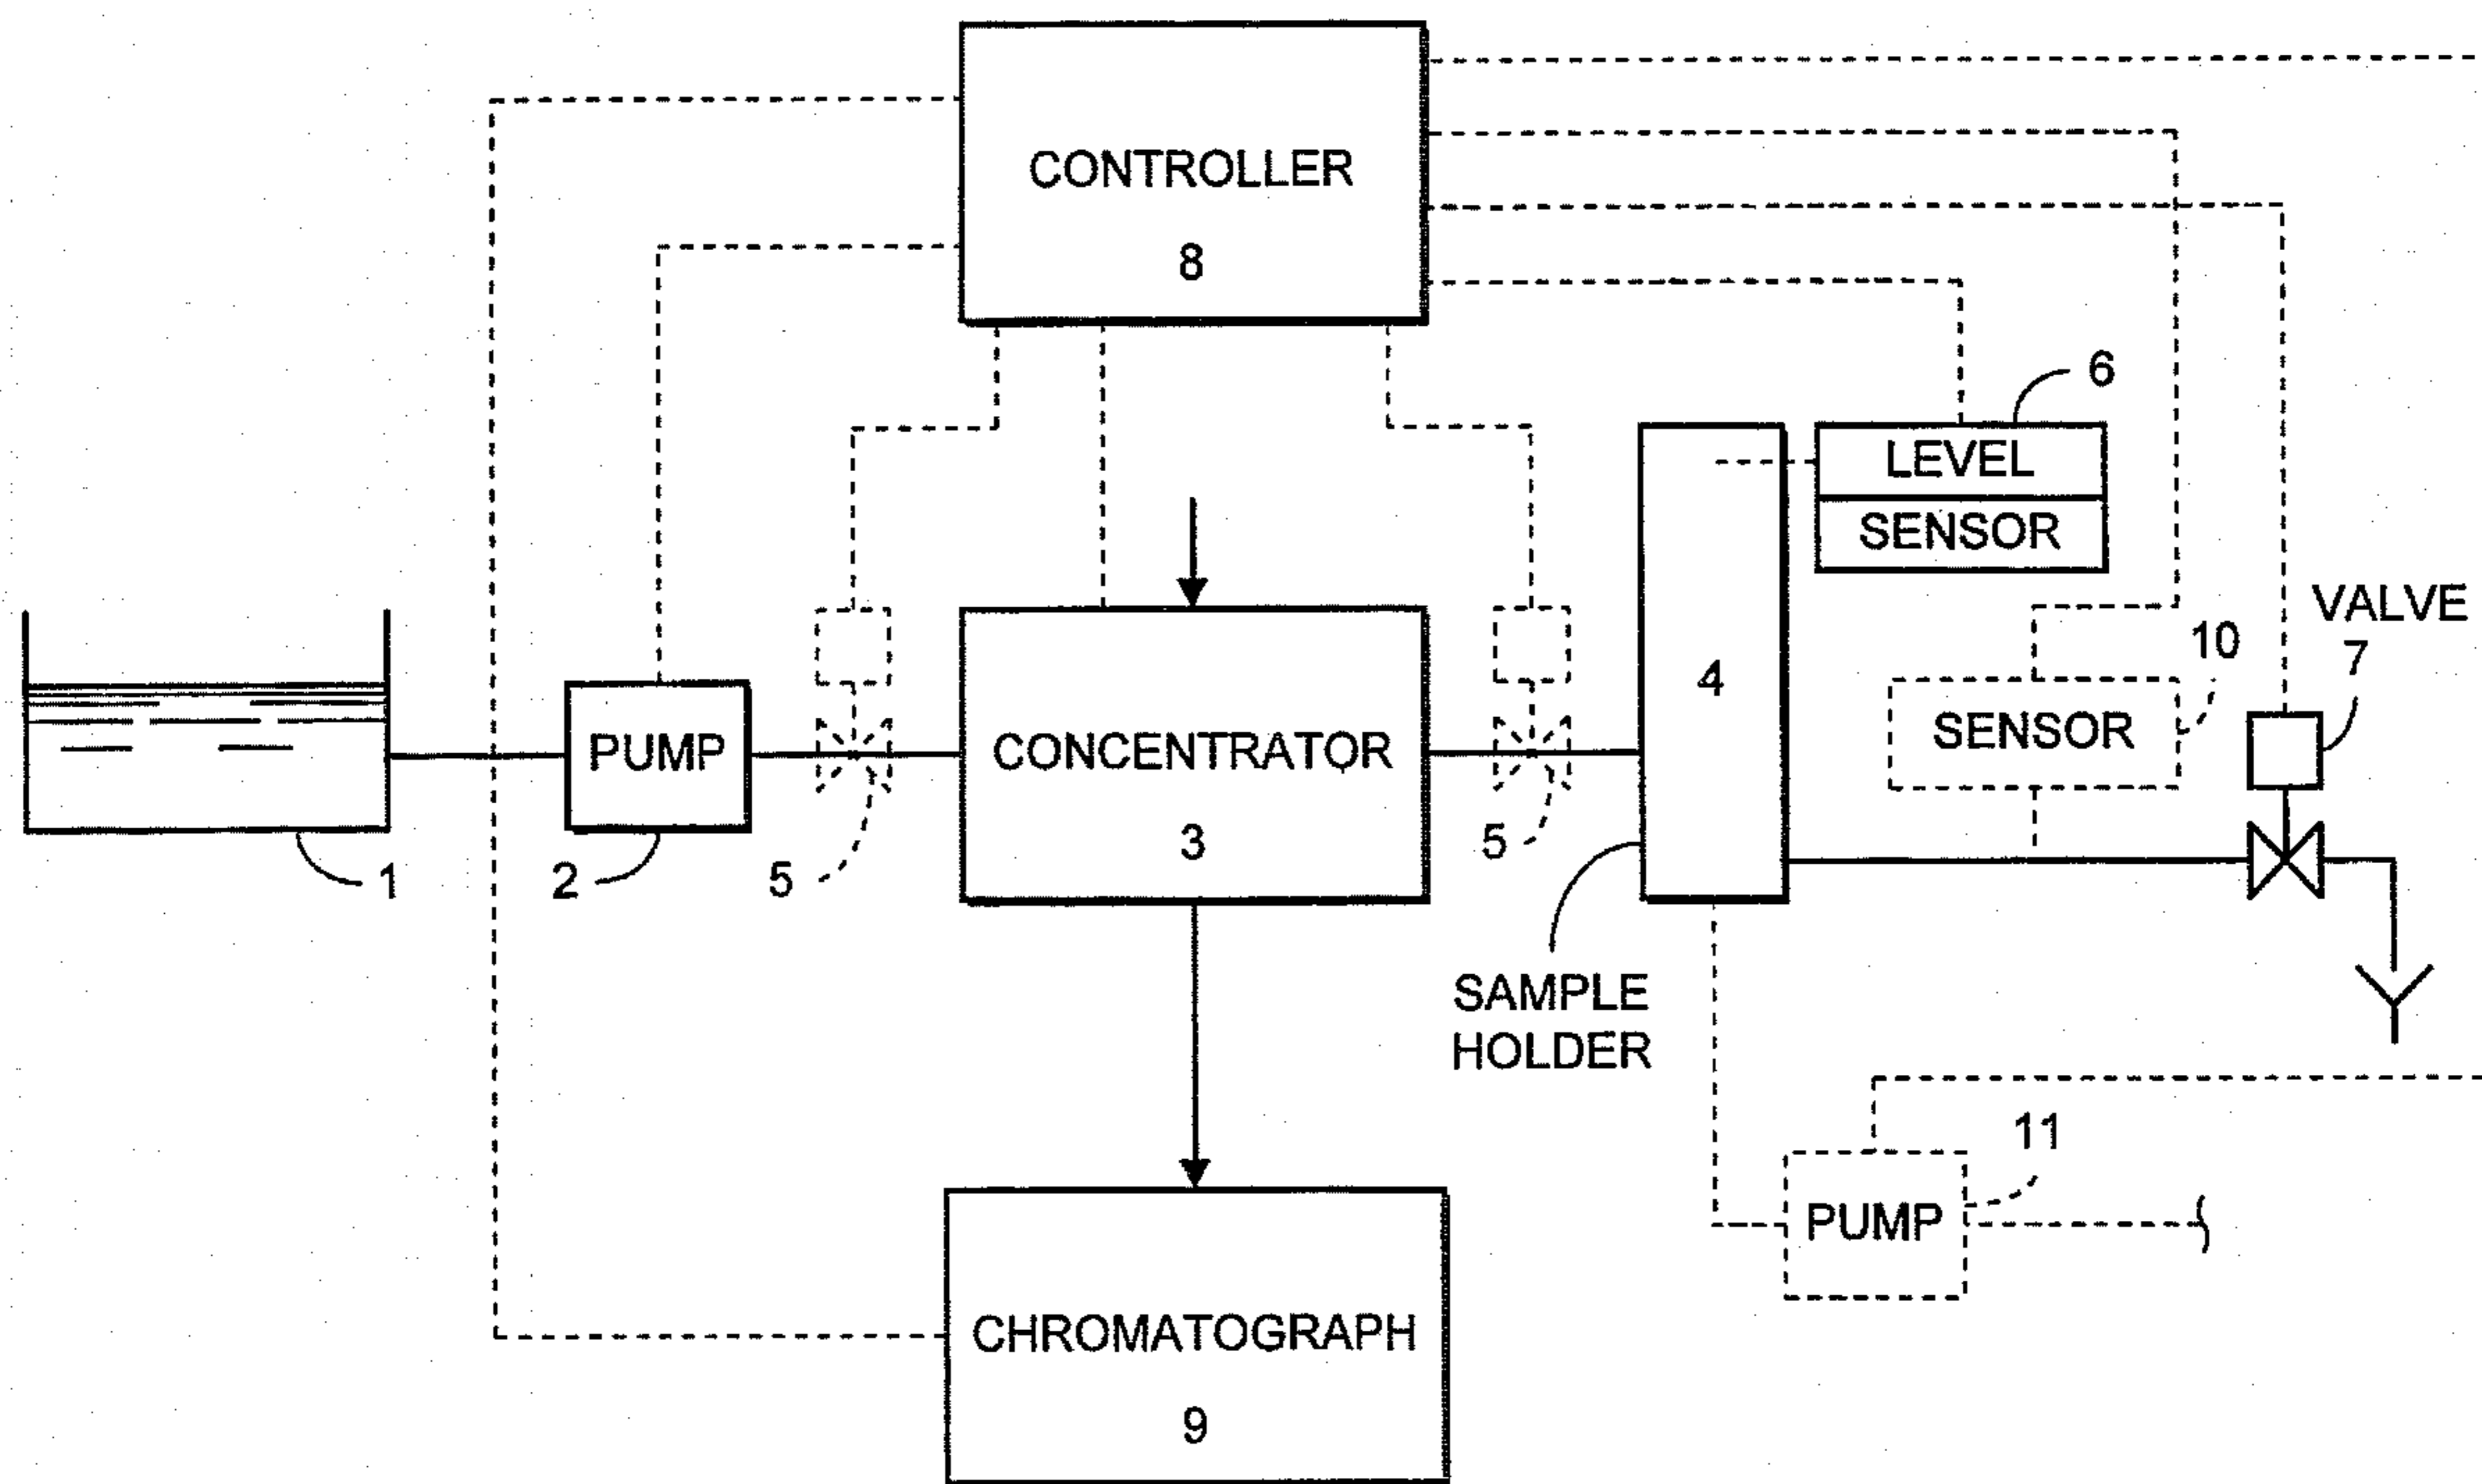 CONTROLLER
8
6
LEVEL
SENSOR
VALVE
7
10
SENSOR
4
PUMP
CONCENTRATOR
3
1
2
5
5
SAMPLE
HOLDER
11
PUMP
CHROMATOGRAPH
9